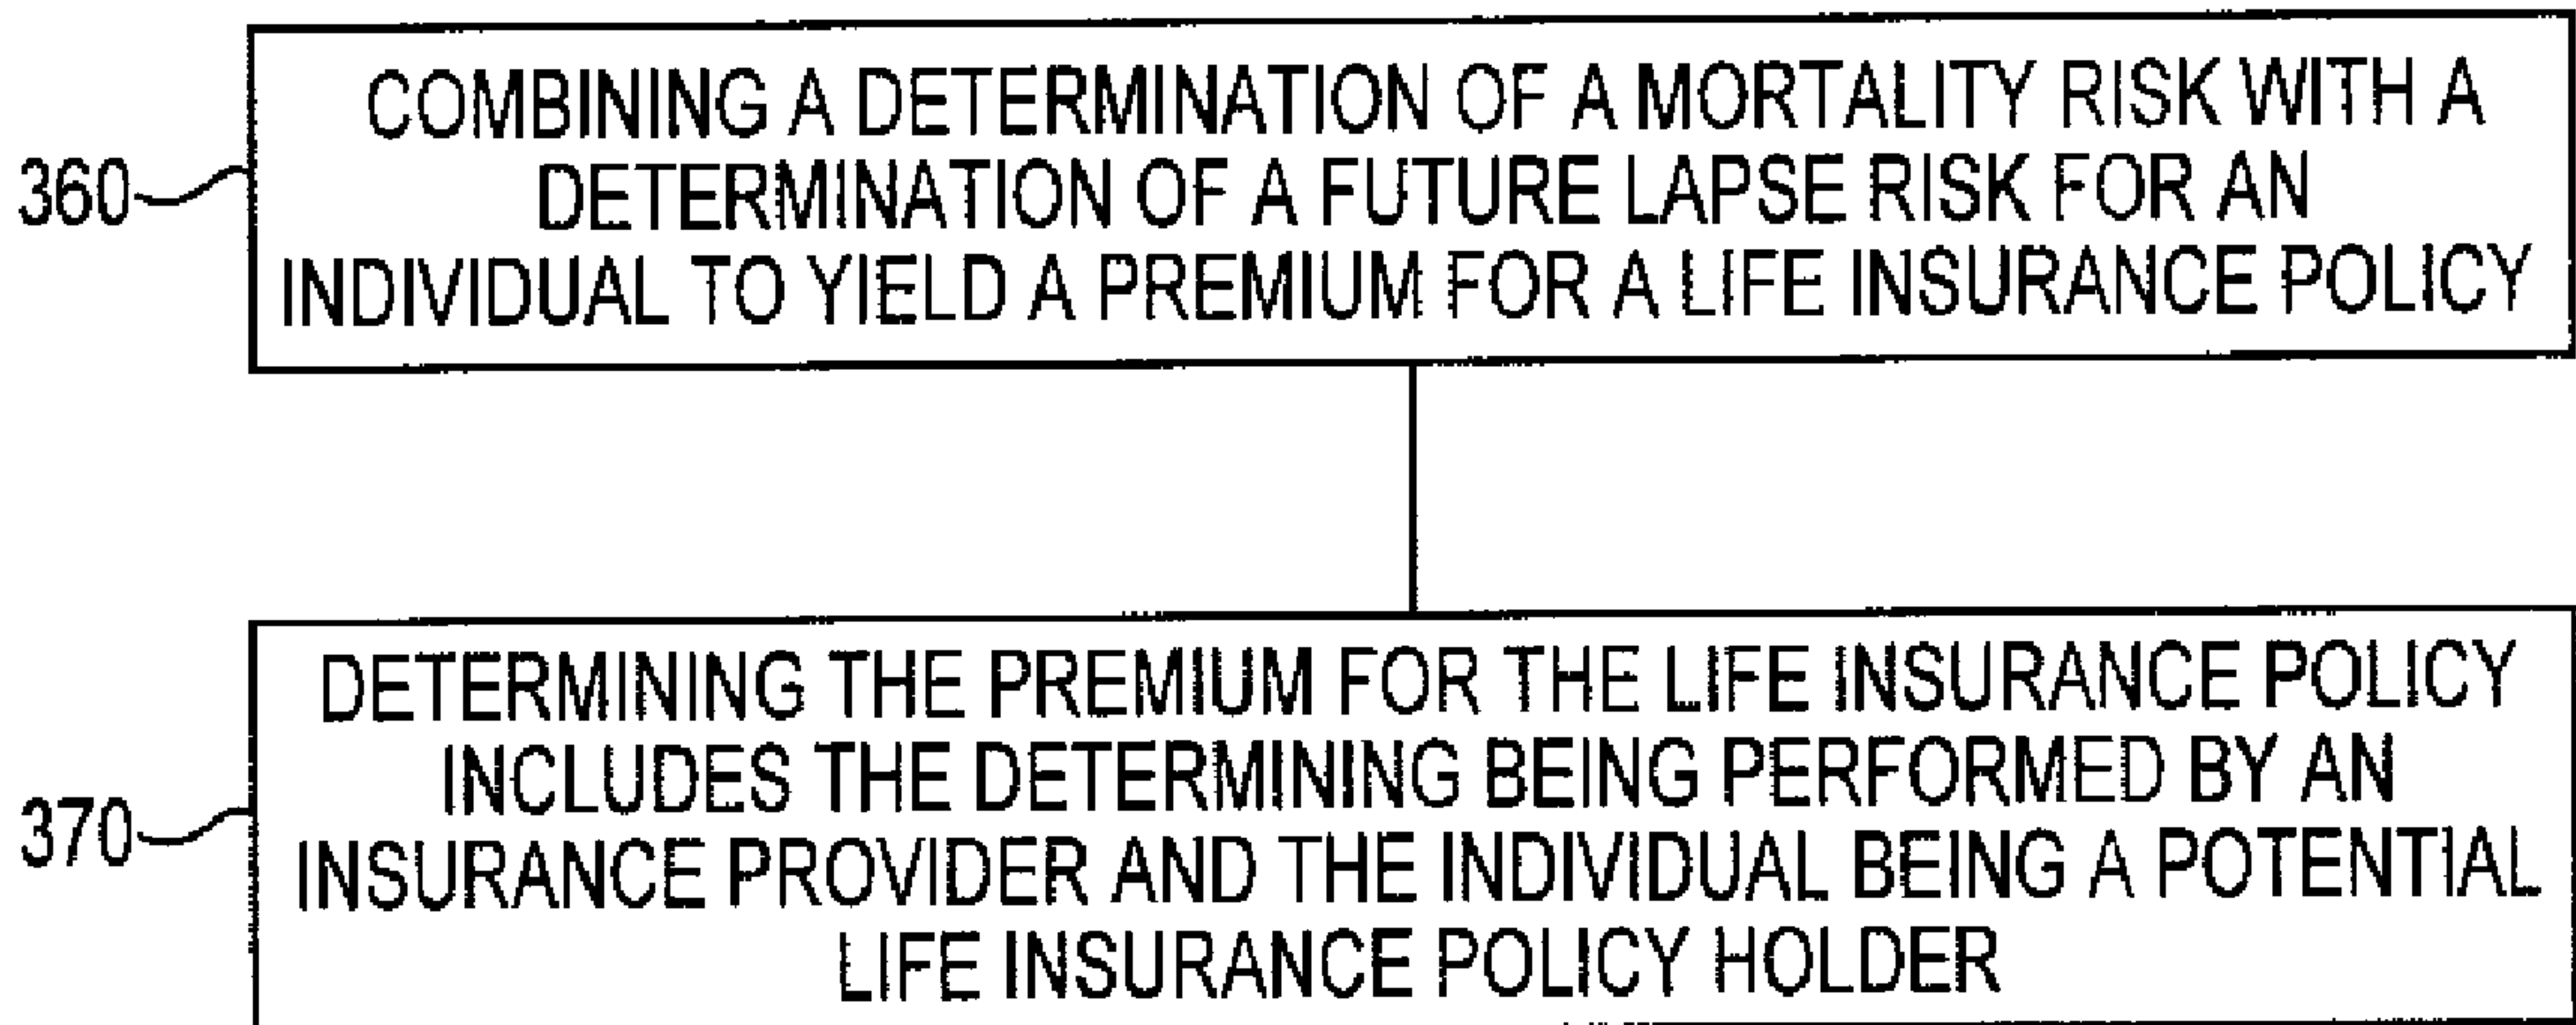 COMBINING A DETERMINATION OF A MORTALITY RISK WITH A
360 DETERMINATION OF A FUTURE LAPSE RISK FOR AN
INDIVIDUAL TO YIELD A PREMIUM FOR A LIFE INSURANCE POLICY
DETERMINING THE PREMIUM FOR THE LIFE INSURANCE POLICY
INCLUDES THE DETERMINING BEING PERFORMED BY AN
370 INSURANCE PROVIDER AND THE INDIVIDUAL BEING A POTENTIAL
LIFE INSURANCE POLICY HOLDER